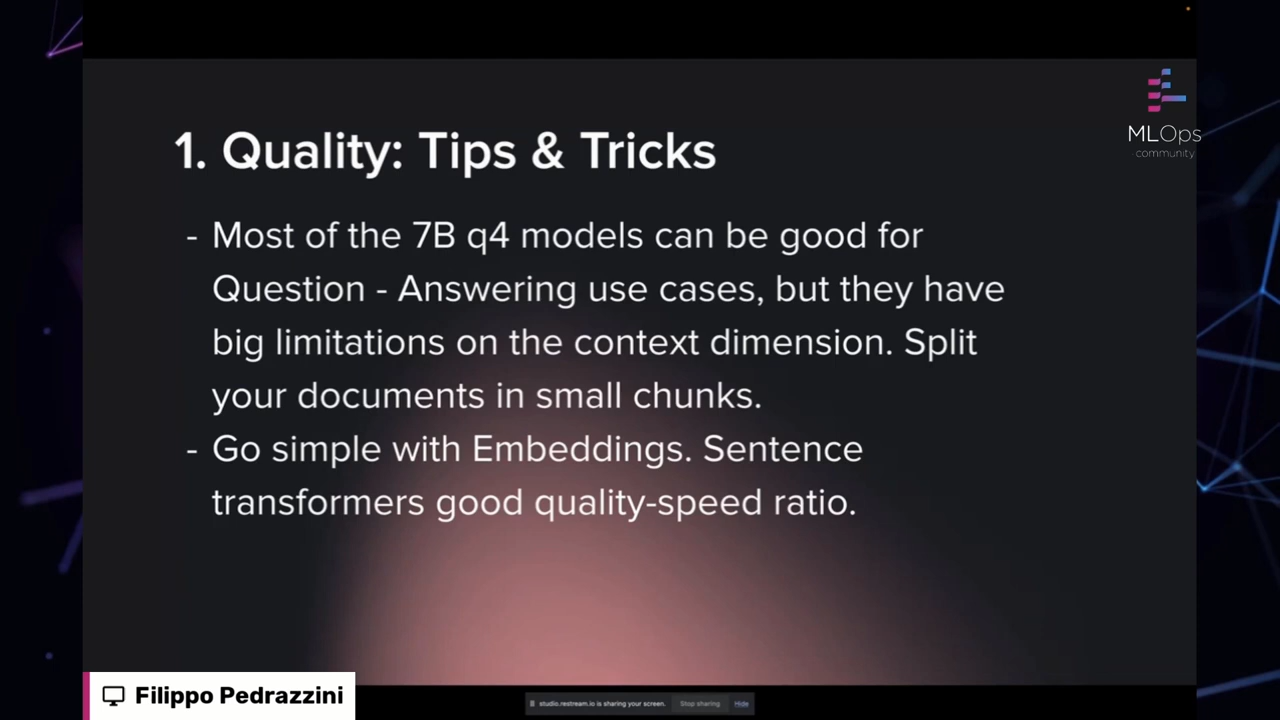 MLOps
community
1. Quality: Tips & Tricks
- Most of the 7B q4 models can be good for
Question - Answering use cases, but they have
big limitations on the context dimension. Split
your documents in small chunks.
- Go simple with Embeddings. Sentence
transformers good quality-speed ratio.
Filippo Pedrazzini
studio.restream.io is sharing your screen. Stop sharing Hide